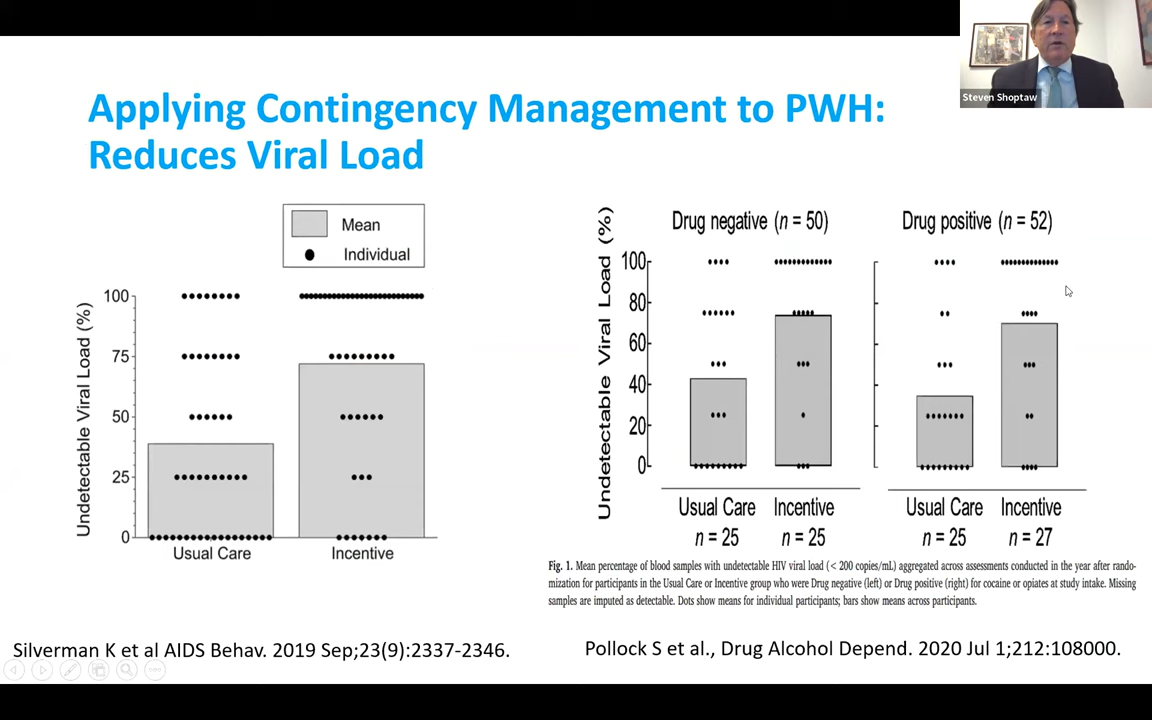 Steven Shoptaw
Applying Contingency Management to PWH:
Reduces Viral Load
Mean
Individual
Undetectable Viral Load (%)
100
75
50
25
0
Usual Care
Incentive
Undetectable Viral Load (%)
Drug negative (n = 50)
Drug positive (n = 52)
100
80
60
40
20
0
Usual Care
n = 25
Incentive
n = 25
Usual Care
n = 25
Incentive
n = 27
Fig. 1. Mean percentage of blood samples with undetectable HIV viral load (< 200 copies/mL) aggregated across assessments conducted in the year after rando-
mization for participants in the Usual Care or Incentive group who were Drug negative (left) or Drug positive (right) for cocaine or opiates at study intake. Missing
samples are imputed as detectable. Dots show means for individual participants; bars show means across participants.
Silverman K et al AIDS Behav. 2019 Sep;23(9):2337-2346.
Pollock S et al., Drug Alcohol Depend. 2020 Jul 1;212:108000.